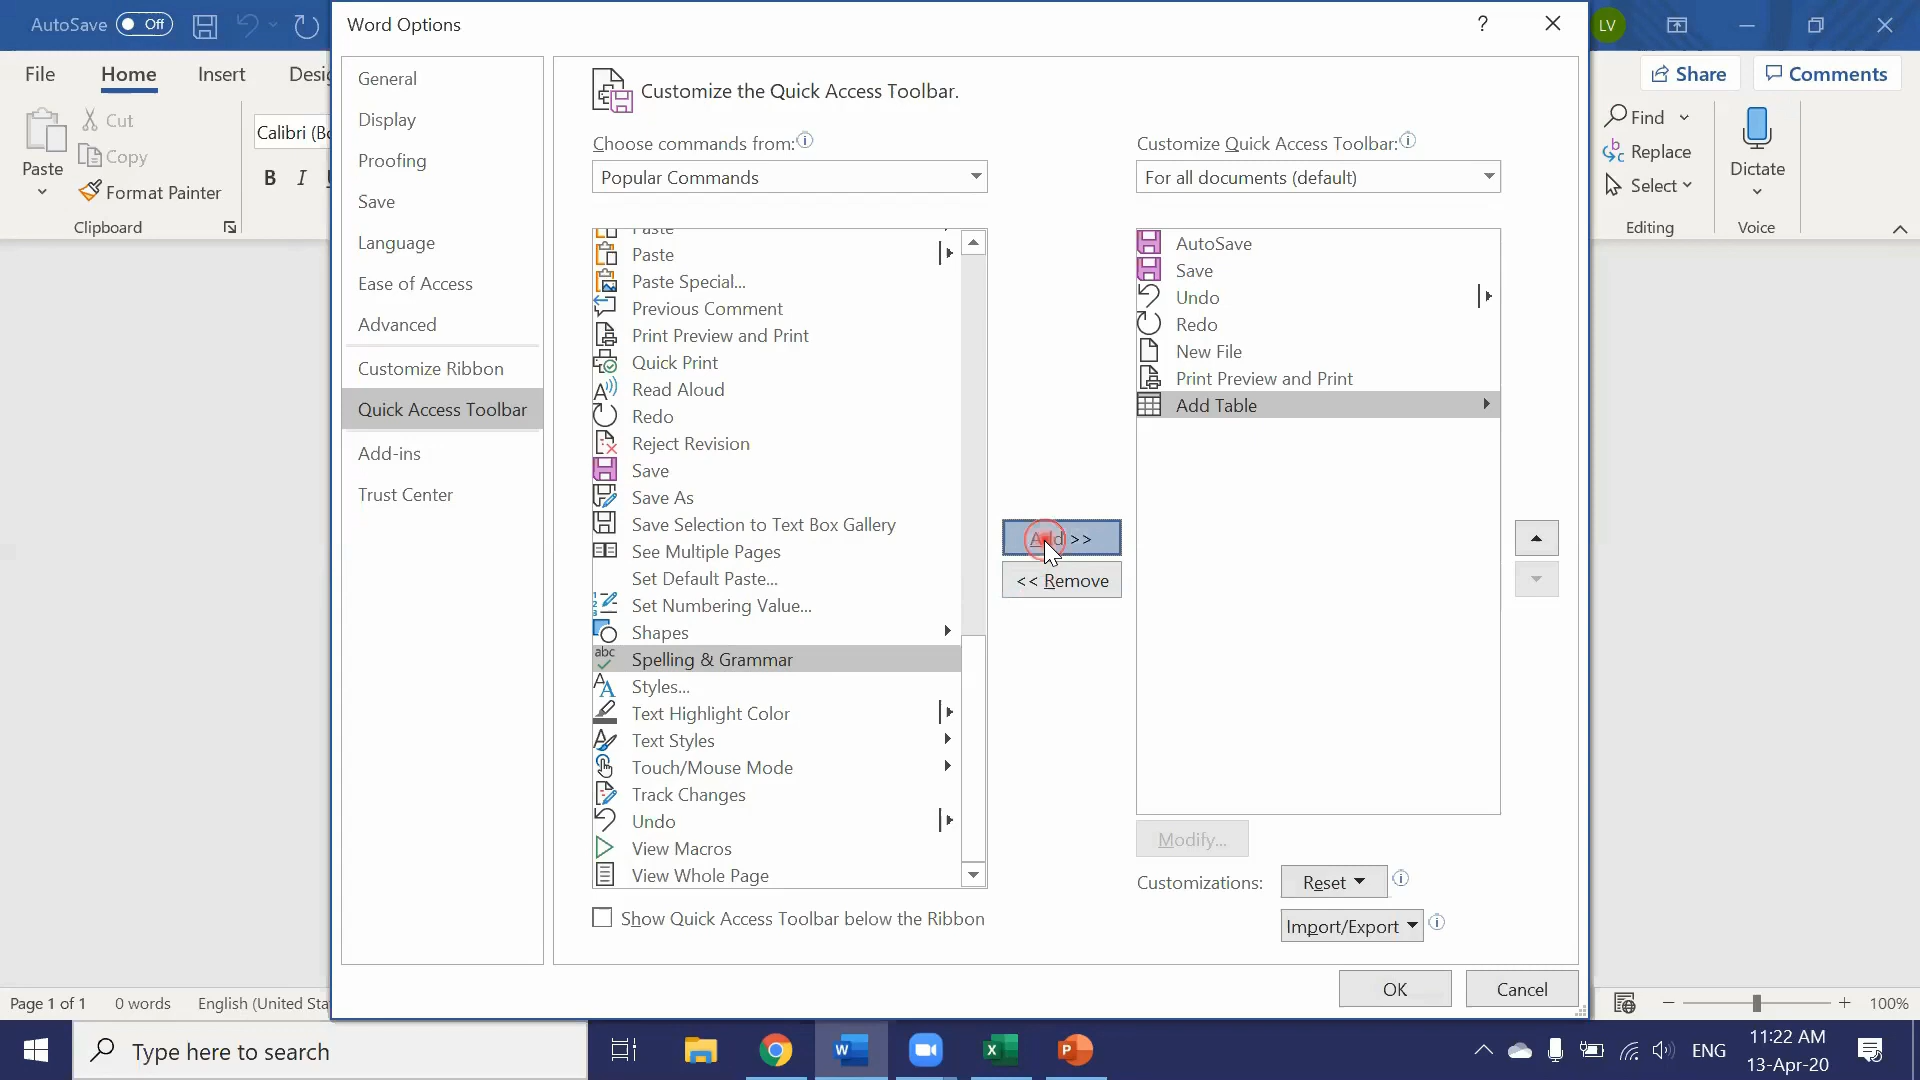 AutoSave Off
Word Options
?
LV
File Home Insert
Share Comments
Paste
Cut
Copy
Format Painter
Clipboard
Calibri (Bo
B I
Find
Replace
Select
Editing
Dictate
Voice
General
Display
Proofing
Save
Language
Ease of Access
Advanced
Customize Ribbon
Quick Access Toolbar
Add-ins
Trust Center
Customize the Quick Access Toolbar.
Choose commands from:
Popular Commands
Paste
Paste
Paste Special...
Previous Comment
Print Preview and Print
Quick Print
Read Aloud
Redo
Reject Revision
Save
Save As
Save Selection to Text Box Gallery
See Multiple Pages
Set Default Paste...
Set Numbering Value...
Shapes
Spelling & Grammar
Styles...
Text Highlight Color
Text Styles
Touch/Mouse Mode
Track Changes
Undo
View Macros
View Whole Page
Show Quick Access Toolbar below the Ribbon
Add >>
<< Remove
Customize Quick Access Toolbar:
For all documents (default)
AutoSave
Save
Undo
Redo
New File
Print Preview and Print
Add Table
Modify...
Customizations: Reset
Import/Export
OK Cancel
Page 1 of 1 0 words English (United Sta
100%
Type here to search
ENG
11:22 AM
13-Apr-20